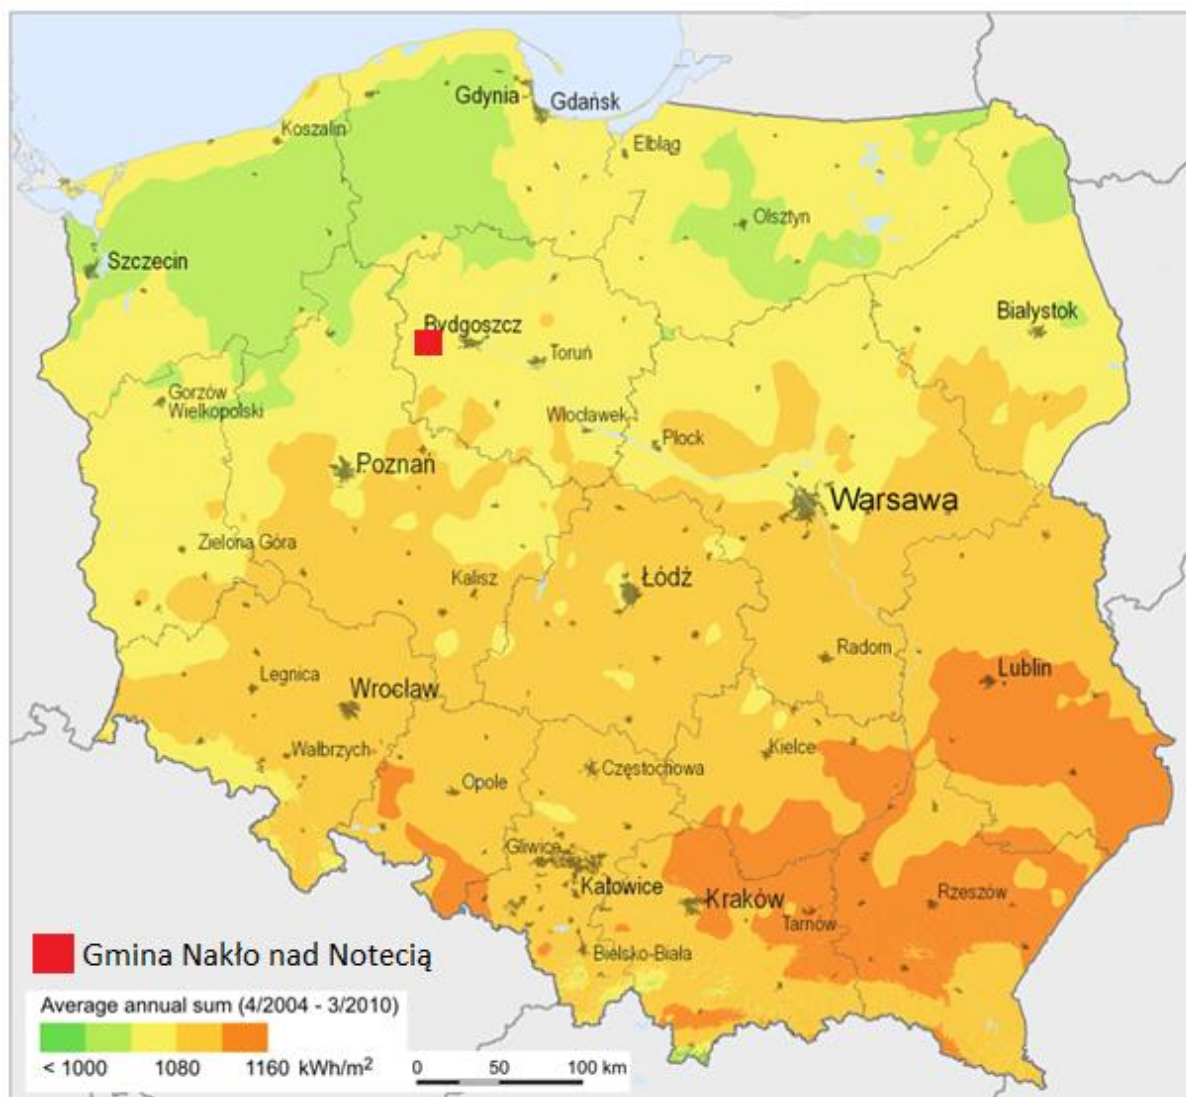 Gdynia
Gdańsk
Koszalin
Elbląg
Olsztyn
Szczecin
Białystok
Bydgoszcz
Toruń
Gorzów
Wielkopolski
Włocławek
Płock
Poznań
Warsawa
Zielona Góra
Kalisz
Łódź
Radom
Legnica
Lublin
Wrocław
Wałbrzych
Kielce
Opole
Częstochowa
Gliwice
Katowice
Kraków
Tarnow
Rzeszów
Bielsko-Biała
Gmina Nakło nad Notecią
Average annual sum (4/2004 - 3/2010)
< 1000 1080 1160 kWh/m²
0 50 100 km